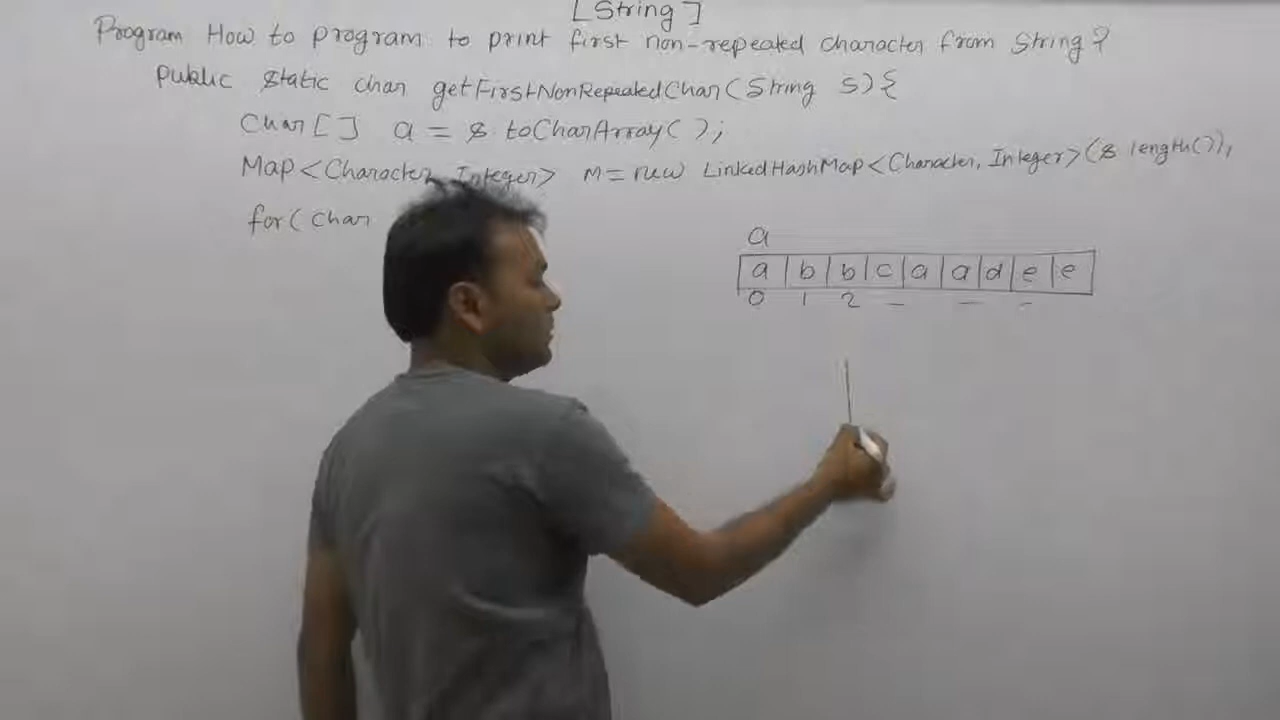 [String]
Program How to program to print first non-repeated character from String?
public static char getFirstNonRepeatedChar(String s){
Char[] a = s toCharArray();
Map<Character, Integer> m = new LinkedHashMap<Character, Integer>(s length()),
for(Char
a
a b b c a a d e e
0 1 2 - - -